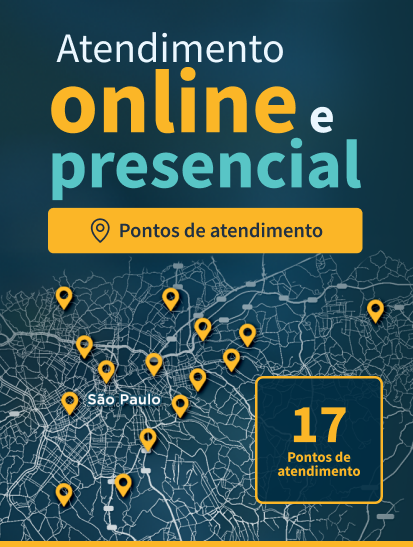 Atendimento
online e
presencial
Pontos de atendimento
São Paulo
17
Pontos de
atendimento